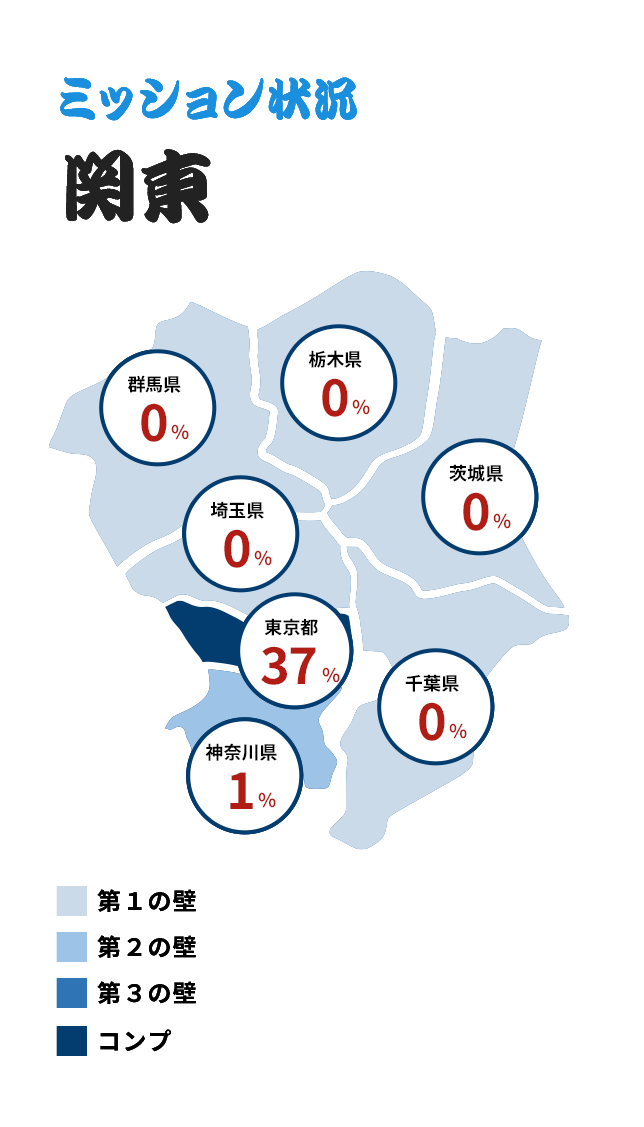 ミッション状況
関東
栃木県
0%
群馬県
0%
茨城県
0%
埼玉県
0%
東京都
37%
千葉県
0%
神奈川県
1%
第１の壁
第２の壁
第３の壁
コンプ